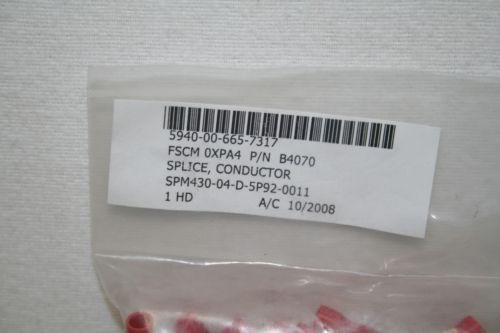 5940-00-665-7317
FSCM 0XPA4 P/N B4070
SPLICE, CONDUCTOR
SPM430-04-D-5P92-0011
1 HD A/C 10/2008